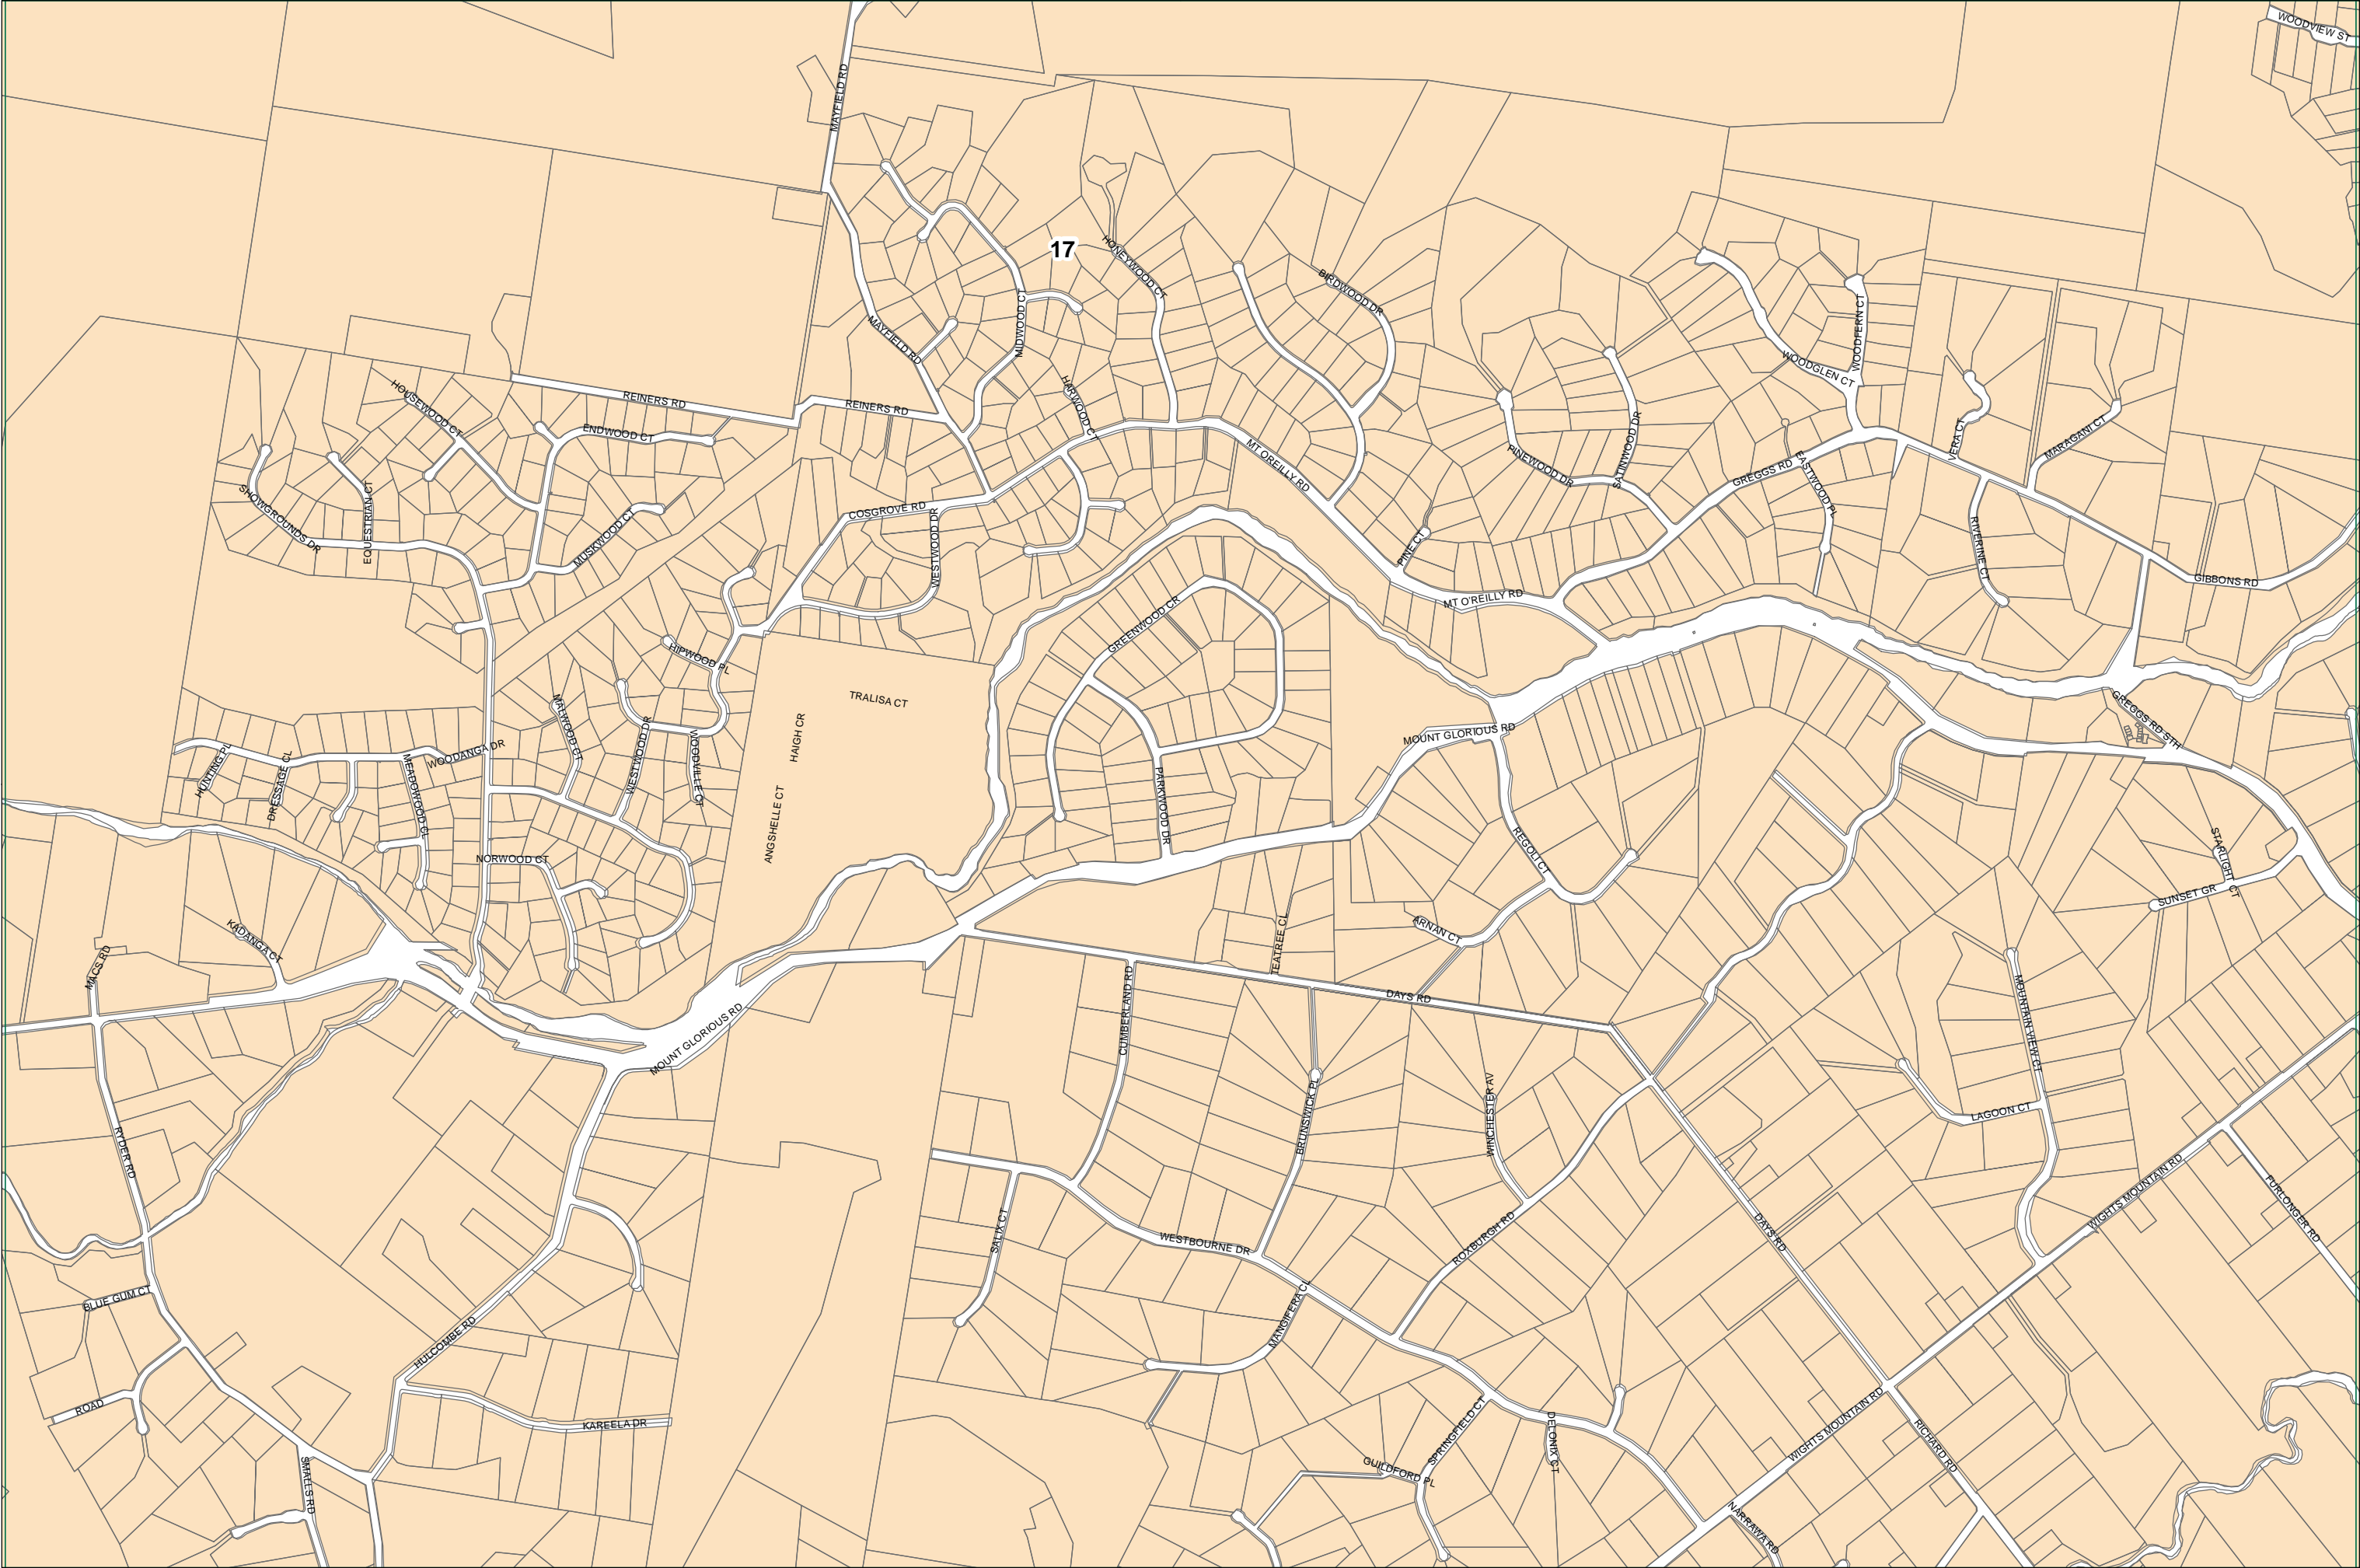 WOODVIEW ST
MAYFIELD RD
17
HONEYWOOD CT
BIRDWOOD DR
MIDWOOD CT
WOODFERN CT
MAYFIELD RD
WOODGLEN CT
HOUSEWOOD CT
REINERS RD
REINERS RD
HARWOOD CT
ENDWOOD CT
VERA CT
MARAGANI CT
MT OREILLY RD
PINEWOOD DR
SATINWOOD DR
GREGGS RD
EASTWOOD PL
SHOWGROUNDS DR
EQUESTRIAN CT
MUSKWOOD CT
COSGROVE RD
WESTWOOD DR
PINE CT
RIVERINE CT
GIBBONS RD
MT O'REILLY RD
GREENWOOD CR
HIPWOOD PL
TRALISA CT
HAIGH CR
MALWOOD CT
WESTWOOD DR
WOODVILLE CT
MOUNT GLORIOUS RD
GREGGS RD STH
HUNTING PL
DRESSAGE CL
MEADOWOOD CL
WOODANGA DR
PARKWOOD DR
ANGSHELLE CT
REGOLI CT
STARLIGHT CT
NORWOOD CT
SUNSET GR
KADANGA CT
MACS RD
TEATREE CL
ARNAN CT
DAYS RD
CUMBERLAND RD
MOUNT GLORIOUS RD
MOUNTAIN VIEW CT
BRUNSWICK PL
WINCHESTER AV
LAGOON CT
RYDER RD
WIGHTS MOUNTAIN RD
FURLONGER RD
SALIX CT
WESTBOURNE DR
ROXBURGH RD
DAYS RD
BLUE GUM CT
MANGIFERA CL
HULCOMBE RD
ROAD
KAREELA DR
SPRINGFIELD CT
DELONIX CT
WIGHTS MOUNTAIN RD
RICHARD RD
GUILDFORD PL
SMALLS RD
NARRAWA RD